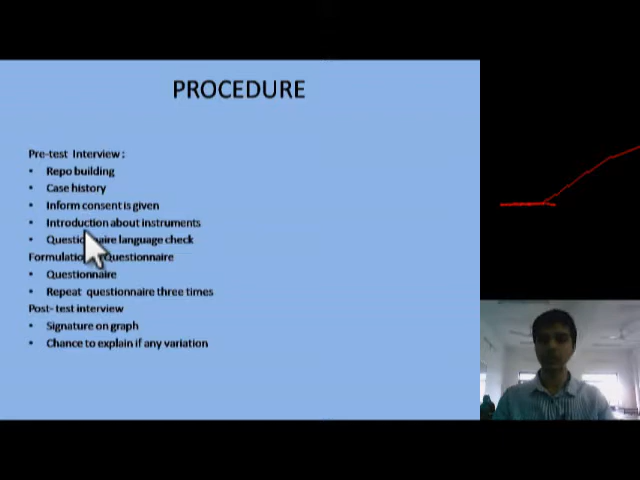 PROCEDURE
Pre-test Interview :
• Repo building
• Case history
• Inform consent is given
• Introduction about instruments
• Questionnaire language check
Questionnaire
• Questionnaire
• Repeat questionnaire three times
Post- test interview
• Signature on graph
• Chance to explain if any variation